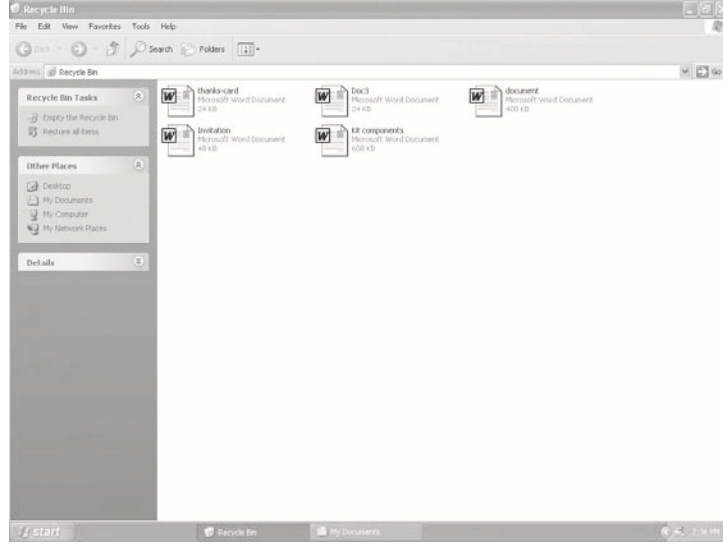 Recycle Bin
File Edit View Favorites Tools Help
Back Search Folders
Address Recycle Bin Go
Recycle Bin Tasks
Empty the Recycle Bin
Restore all items
Other Places
Desktop
My Documents
My Computer
My Network Places
Details
thanks-card
Microsoft Word Document
24 KB
Doc3
Microsoft Word Document
24 KB
document
Microsoft Word Document
400 KB
Invitation
Microsoft Word Document
48 KB
Kit components
Microsoft Word Document
608 KB
start Recycle Bin My Documents 2:36 PM